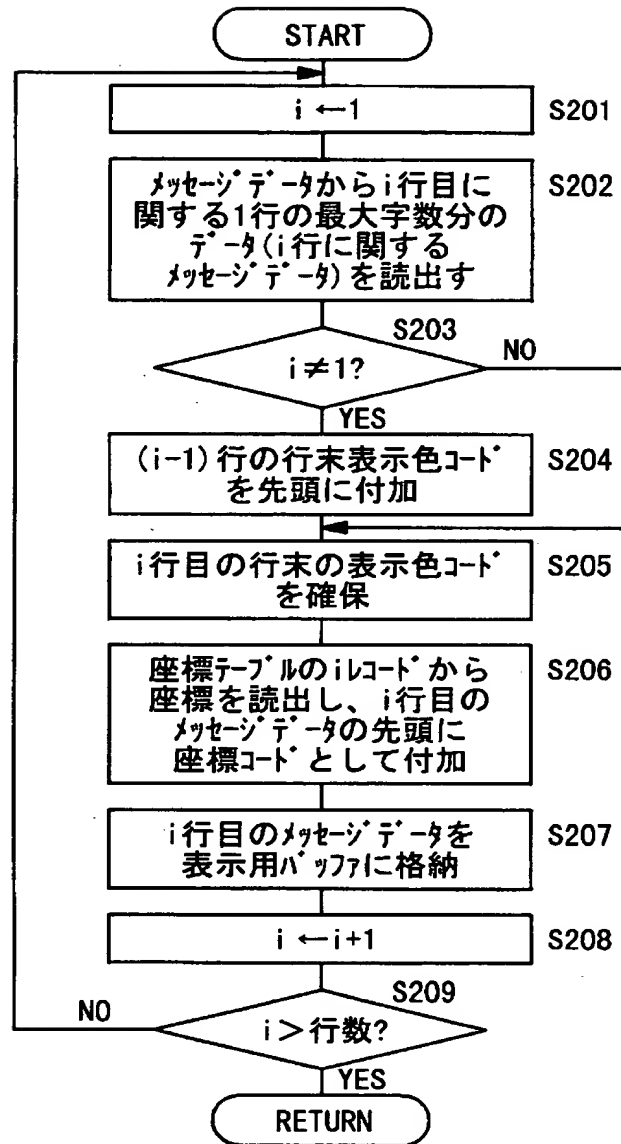 START
i ←1
S201
ﾒｯｾｰｼﾞﾃﾞｰﾀからi行目に
関する1行の最大字数分の
ﾃﾞｰﾀ(i行に関する
ﾒｯｾｰｼﾞﾃﾞｰﾀ)を読出す
S202
S203
i≠1?
NO
YES
(i-1)行の行末表示色ｺｰﾄﾞ
を先頭に付加
S204
i行目の行末の表示色ｺｰﾄﾞ
を確保
S205
座標ﾃｰﾌﾞﾙのiﾚｺｰﾄﾞから
座標を読出し、i行目の
ﾒｯｾｰｼﾞﾃﾞｰﾀの先頭に
座標ｺｰﾄﾞとして付加
S206
i行目のﾒｯｾｰｼﾞﾃﾞｰﾀを
表示用ﾊﾞｯﾌｧに格納
S207
i ←i+1
S208
S209
NO
i＞行数?
YES
RETURN